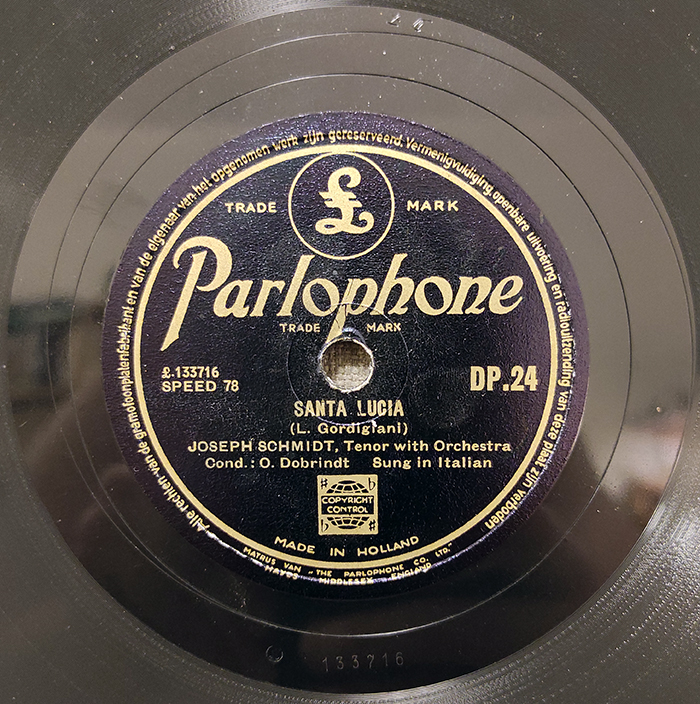 Alle rechten van de gramofoonplatenfabrikant en van de eigenaar van het opgenomen werk zijn gereserveerd. Vermenigvuldiging, openbare uitvoering en radiouitzending van deze plaat zijn verboden
TRADE £ MARK
Parlophone
TRADE MARK
£.133716
SPEED 78
DP.24
SANTA LUCIA
(L. Gordigiani)
JOSEPH SCHMIDT, Tenor with Orchestra
Cond.: O. Dobrindt Sung in Italian
COPYRIGHT
CONTROL
MADE IN HOLLAND
MATRIJS VAN "THE PARLOPHONE CO. LTD."
HAYES MIDDLESEX ENGLAND
133716